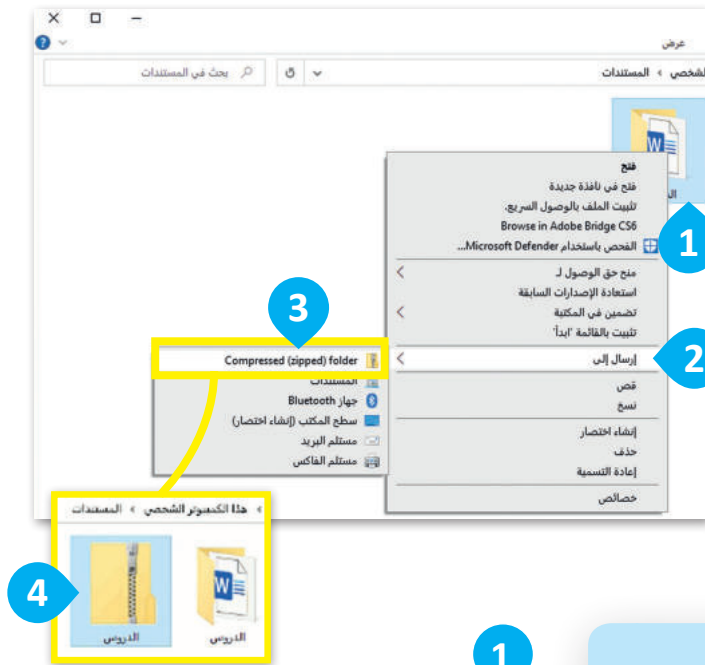 عرض
الشخصي › المستندات
بحث في المستندات
فتح
فتح في نافذة جديدة
تثبيت الملف بالوصول السريع.
Browse in Adobe Bridge CS6
الفحص باستخدام Microsoft Defender...
منح حق الوصول لـ
استعادة الإصدارات السابقة
تضمين في المكتبة
تثبيت بالقائمة 'ابدأ'
إرسال إلى
قص
نسخ
إنشاء اختصار
حذف
إعادة التسمية
خصائص
1
2
3
Compressed (zipped) folder
المستندات
جهاز Bluetooth
سطح المكتب (إنشاء اختصار)
مستلم البريد
مستلم الفاكس
هذا الكمبيوتر الشخصي › المستندات
4
الدروس
الدروس
1